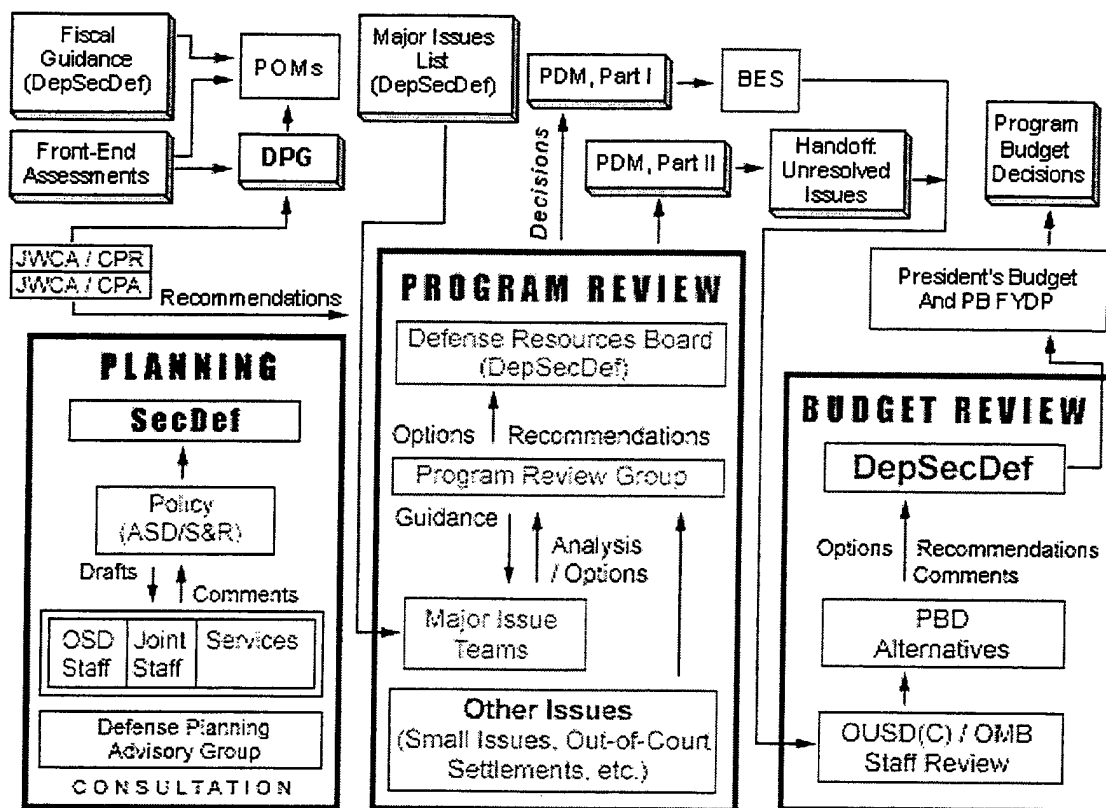 Fiscal
Guidance
(DepSecDef)
POMs
Front-End
Assessments
DPG
JWCA / CPR
JWCA / CPA
Recommendations
Major Issues
List
(DepSecDef)
PDM, Part I
BES
Decisions
PDM, Part II
Handoff:
Unresolved
Issues
Program
Budget
Decisions
President's Budget
And PB FYDP
PLANNING
SecDef
Policy
(ASD/S&R)
Drafts
Comments
OSD
Staff
Joint
Staff
Services
Defense Planning
Advisory Group
CONSULTATION
PROGRAM REVIEW
Defense Resources Board
(DepSecDef)
Options
Recommendations
Program Review Group
Guidance
Analysis
/ Options
Major Issue
Teams
Other Issues
(Small Issues, Out-of-Court
Settlements, etc.)
BUDGET REVIEW
DepSecDef
Options
Recommendations
Comments
PBD
Alternatives
OUSD(C) / OMB
Staff Review